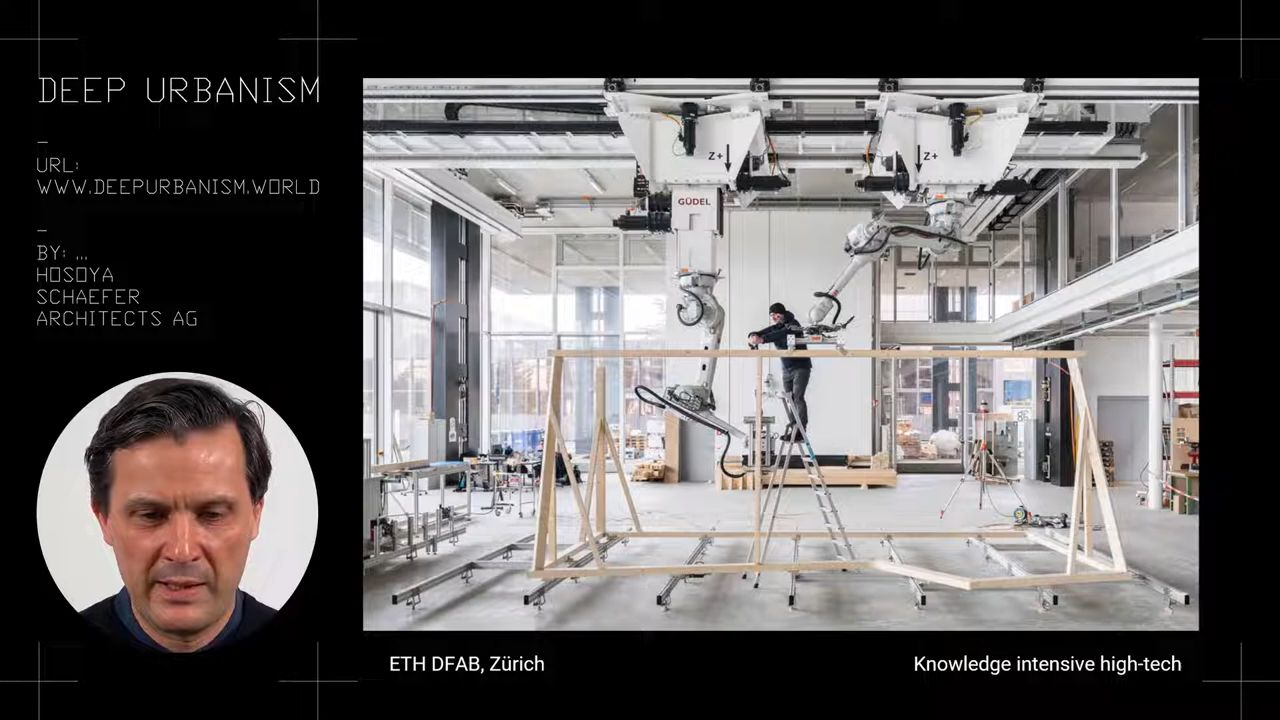 DEEP URBANISM
–
URL:
WWW.DEEPURBANISM.WORLD
–
BY: ...
HOSOYA
SCHAEFER
ARCHITECTS AG
Z+
Z+
GÜDEL
ETH DFAB, Zürich
Knowledge intensive high-tech